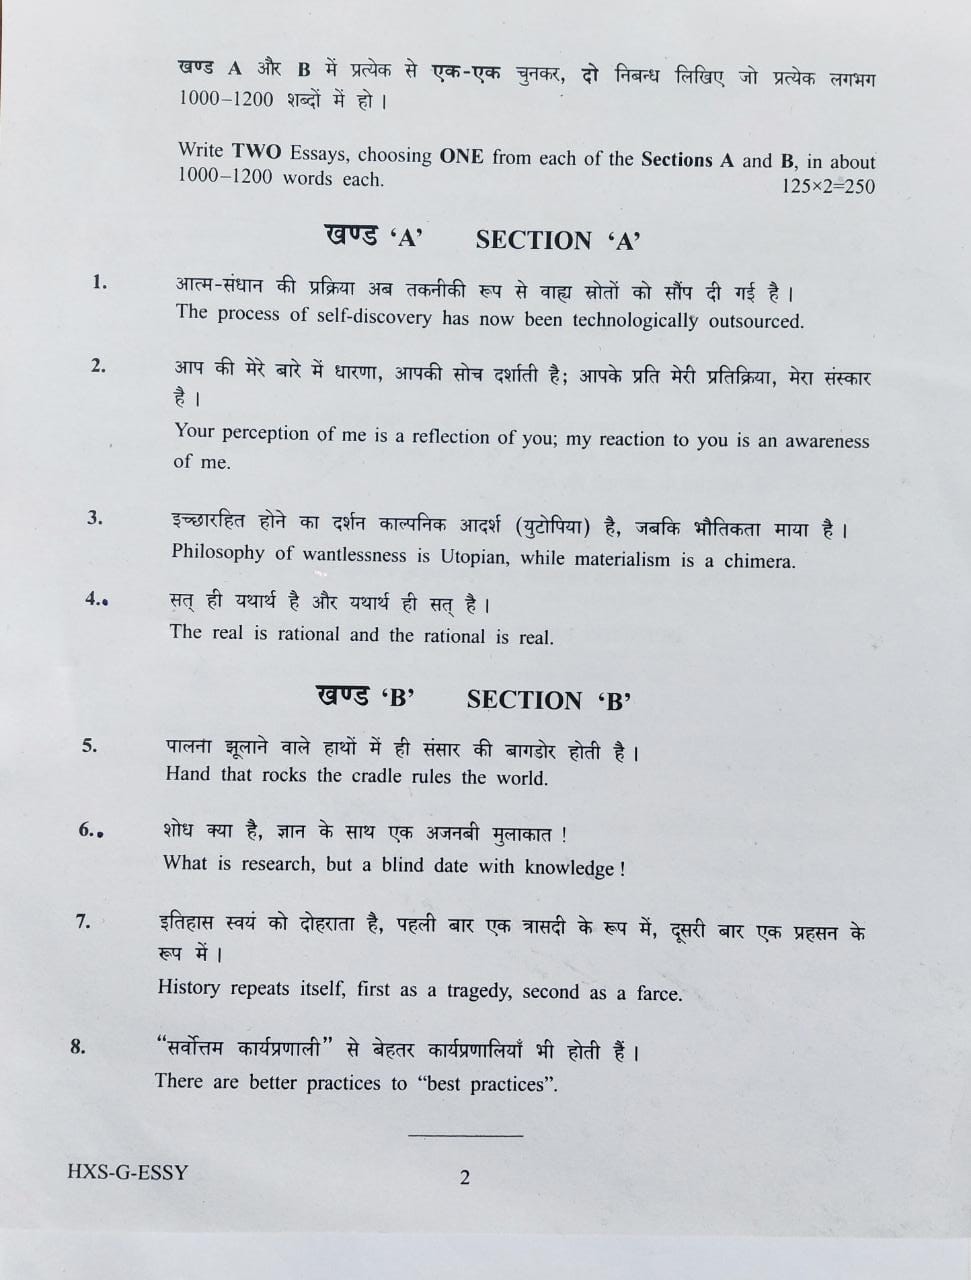 खण्ड A और B में प्रत्येक से एक-एक चुनकर, दो निबन्ध लिखिए जो प्रत्येक लगभग
1000–1200 शब्दों में हो ।
Write TWO Essays, choosing ONE from each of the Sections A and B, in about
1000–1200 words each. 125×2=250
खण्ड ‘A’ SECTION ‘A’
1. आत्म-संधान की प्रक्रिया अब तकनीकी रूप से वाह्य स्रोतों को सौंप दी गई है ।
The process of self-discovery has now been technologically outsourced.
2. आप की मेरे बारे में धारणा, आपकी सोच दर्शाती है; आपके प्रति मेरी प्रतिक्रिया, मेरा संस्कार
है ।
Your perception of me is a reflection of you; my reaction to you is an awareness
of me.
3. इच्छारहित होने का दर्शन काल्पनिक आदर्श (युटोपिया) है, जबकि भौतिकता माया है ।
Philosophy of wantlessness is Utopian, while materialism is a chimera.
4. सत् ही यथार्थ है और यथार्थ ही सत् है ।
The real is rational and the rational is real.
खण्ड ‘B’ SECTION ‘B’
5. पालना झूलाने वाले हाथों में ही संसार की बागडोर होती है ।
Hand that rocks the cradle rules the world.
6. शोध क्या है, ज्ञान के साथ एक अजनबी मुलाकात !
What is research, but a blind date with knowledge !
7. इतिहास स्वयं को दोहराता है, पहली बार एक त्रासदी के रूप में, दूसरी बार एक प्रहसन के
रूप में ।
History repeats itself, first as a tragedy, second as a farce.
8. “सर्वोत्तम कार्यप्रणाली” से बेहतर कार्यप्रणालियाँ भी होती हैं ।
There are better practices to “best practices”.
HXS-G-ESSY 2